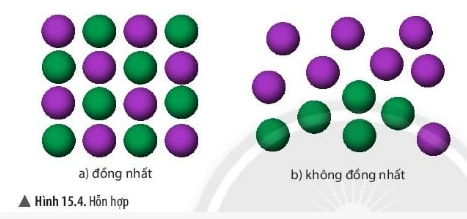 a) đồng nhất
b) không đồng nhất
▲ Hình 15.4. Hỗn hợp